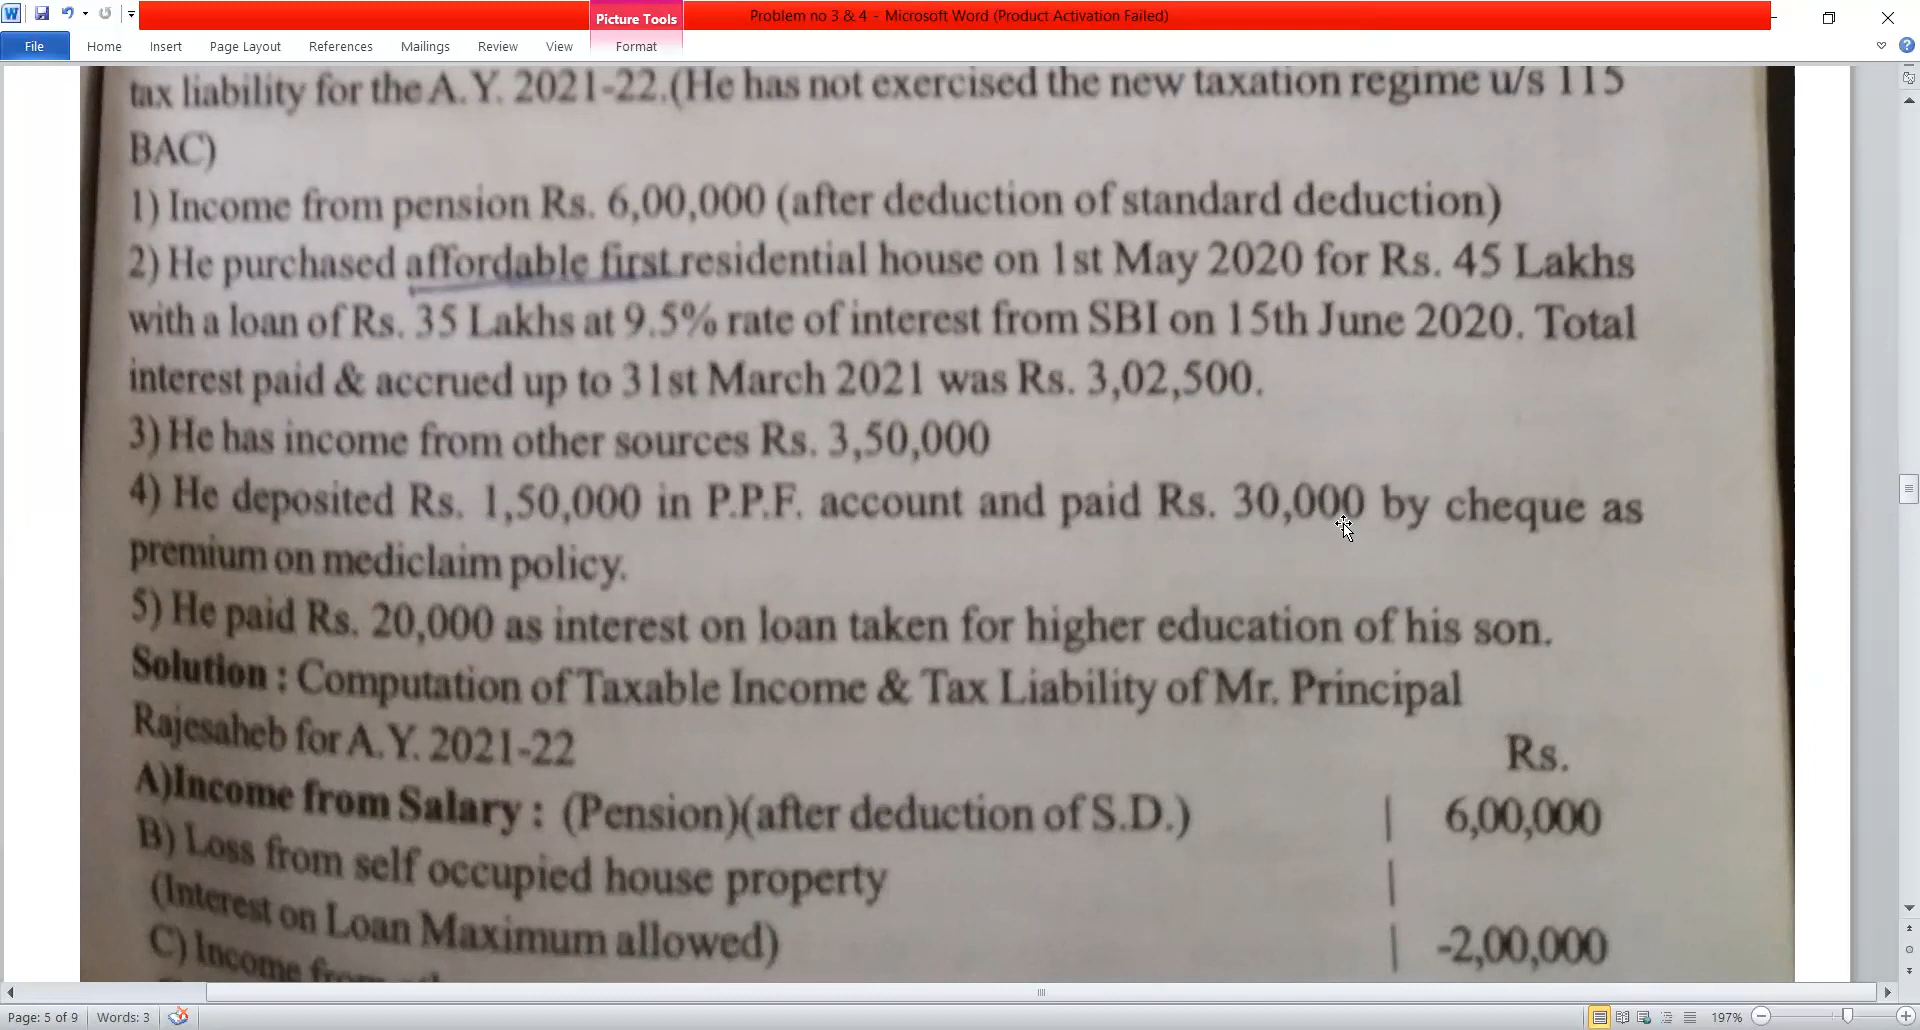 Problem no 3 & 4 - Microsoft Word (Product Activation Failed)
Picture Tools
File Home Insert Page Layout References Mailings Review View Format
tax liability for the A.Y. 2021-22.(He has not exercised the new taxation regime u/s 115
BAC)
1) Income from pension Rs. 6,00,000 (after deduction of standard deduction)
2) He purchased affordable first residential house on 1st May 2020 for Rs. 45 Lakhs
with a loan of Rs. 35 Lakhs at 9.5% rate of interest from SBI on 15th June 2020. Total
interest paid & accrued up to 31st March 2021 was Rs. 3,02,500.
3) He has income from other sources Rs. 3,50,000
4) He deposited Rs. 1,50,000 in P.P.F. account and paid Rs. 30,000 by cheque as
premium on mediclaim policy.
5) He paid Rs. 20,000 as interest on loan taken for higher education of his son.
Solution : Computation of Taxable Income & Tax Liability of Mr. Principal
Rajesaheb for A.Y. 2021-22
Rs.
A)Income from Salary : (Pension)(after deduction of S.D.) | 6,00,000
B) Loss from self occupied house property |
(Interest on Loan Maximum allowed) | -2,00,000
C) Income from
Page: 5 of 9 Words: 3 197%